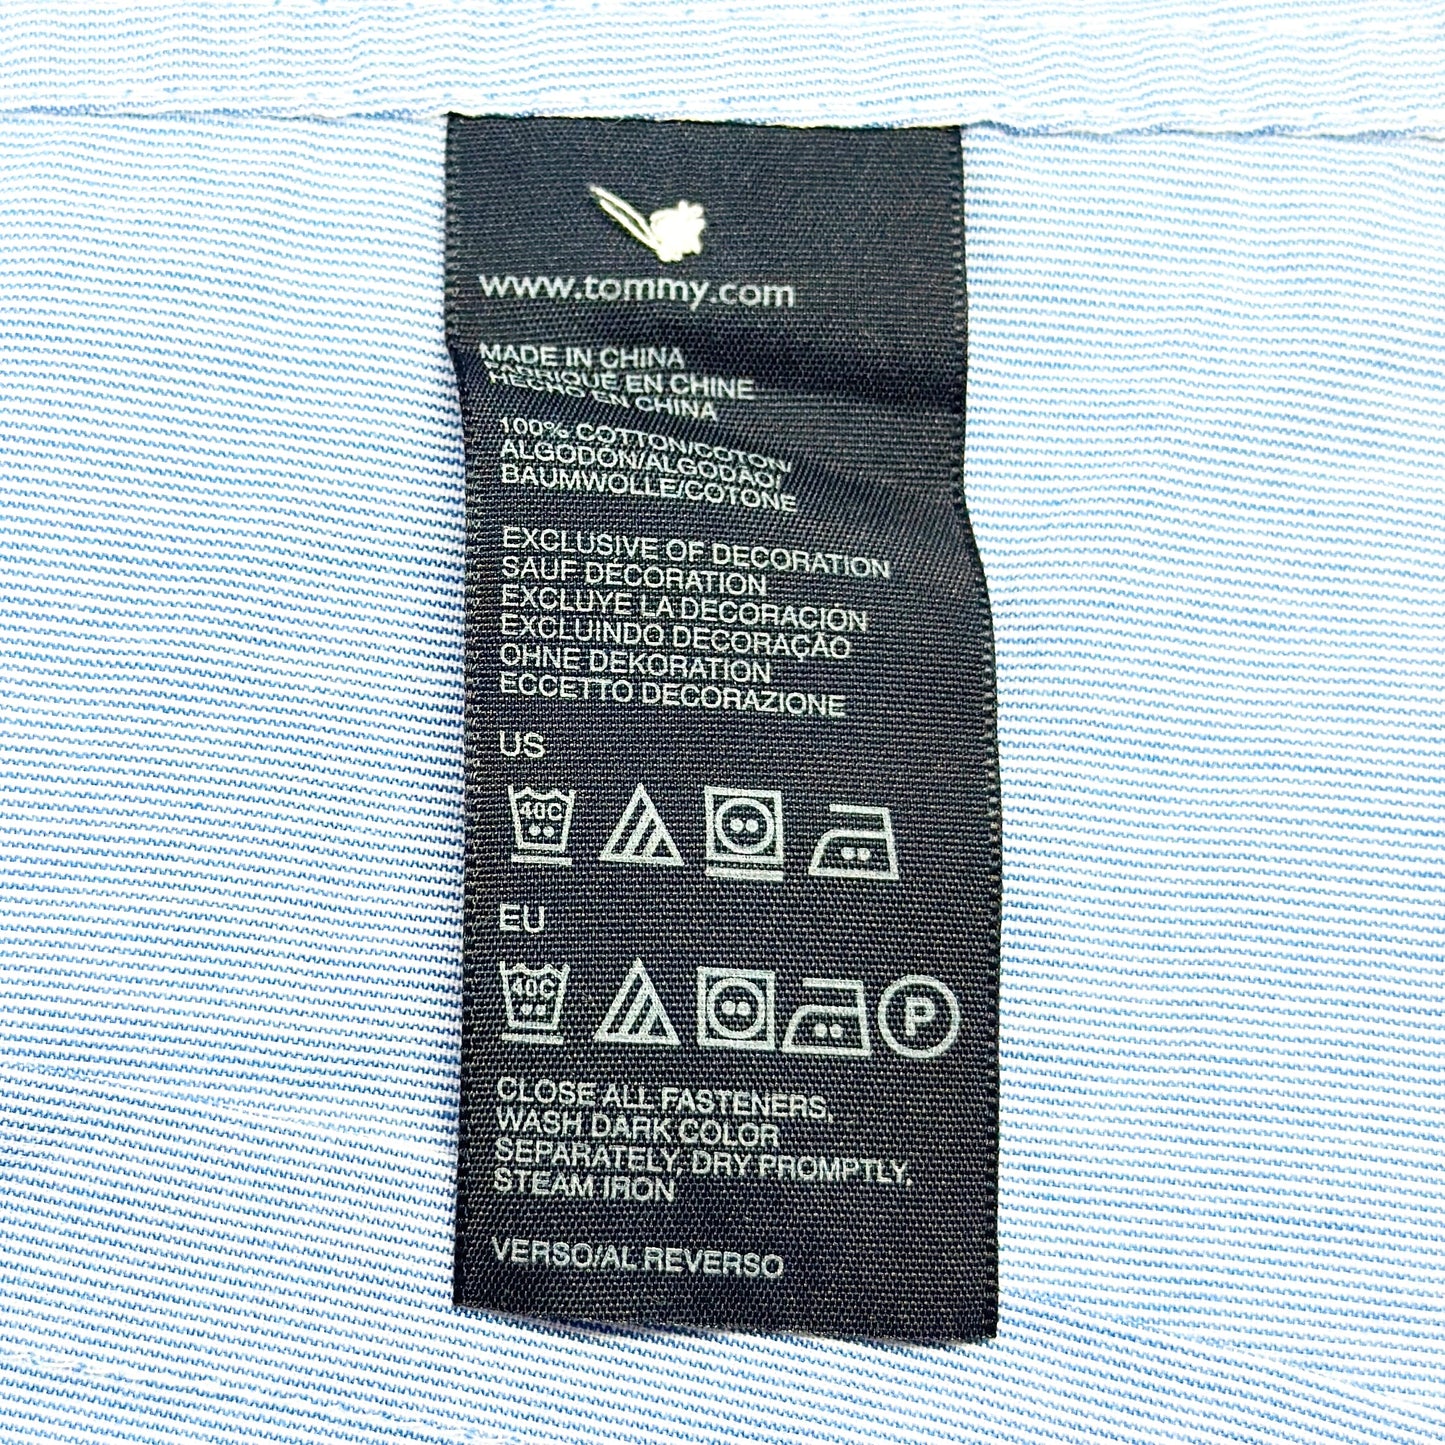 www.tommy.com
MADE IN CHINA
FABRIQUÉ EN CHINE
HECHO EN CHINA
100% COTTON/COTON/
ALGODÓN/ALGODÃO/
BAUMWOLLE/COTONE
EXCLUSIVE OF DECORATION
SAUF DÉCORATION
EXCLUYE LA DECORACIÓN
EXCLUINDO DECORAÇÃO
OHNE DEKORATION
ECCETTO DECORAZIONE
US
40C
EU
40C P
CLOSE ALL FASTENERS,
WASH DARK COLOR
SEPARATELY, DRY PROMPTLY,
STEAM IRON
VERSO/AL REVERSO